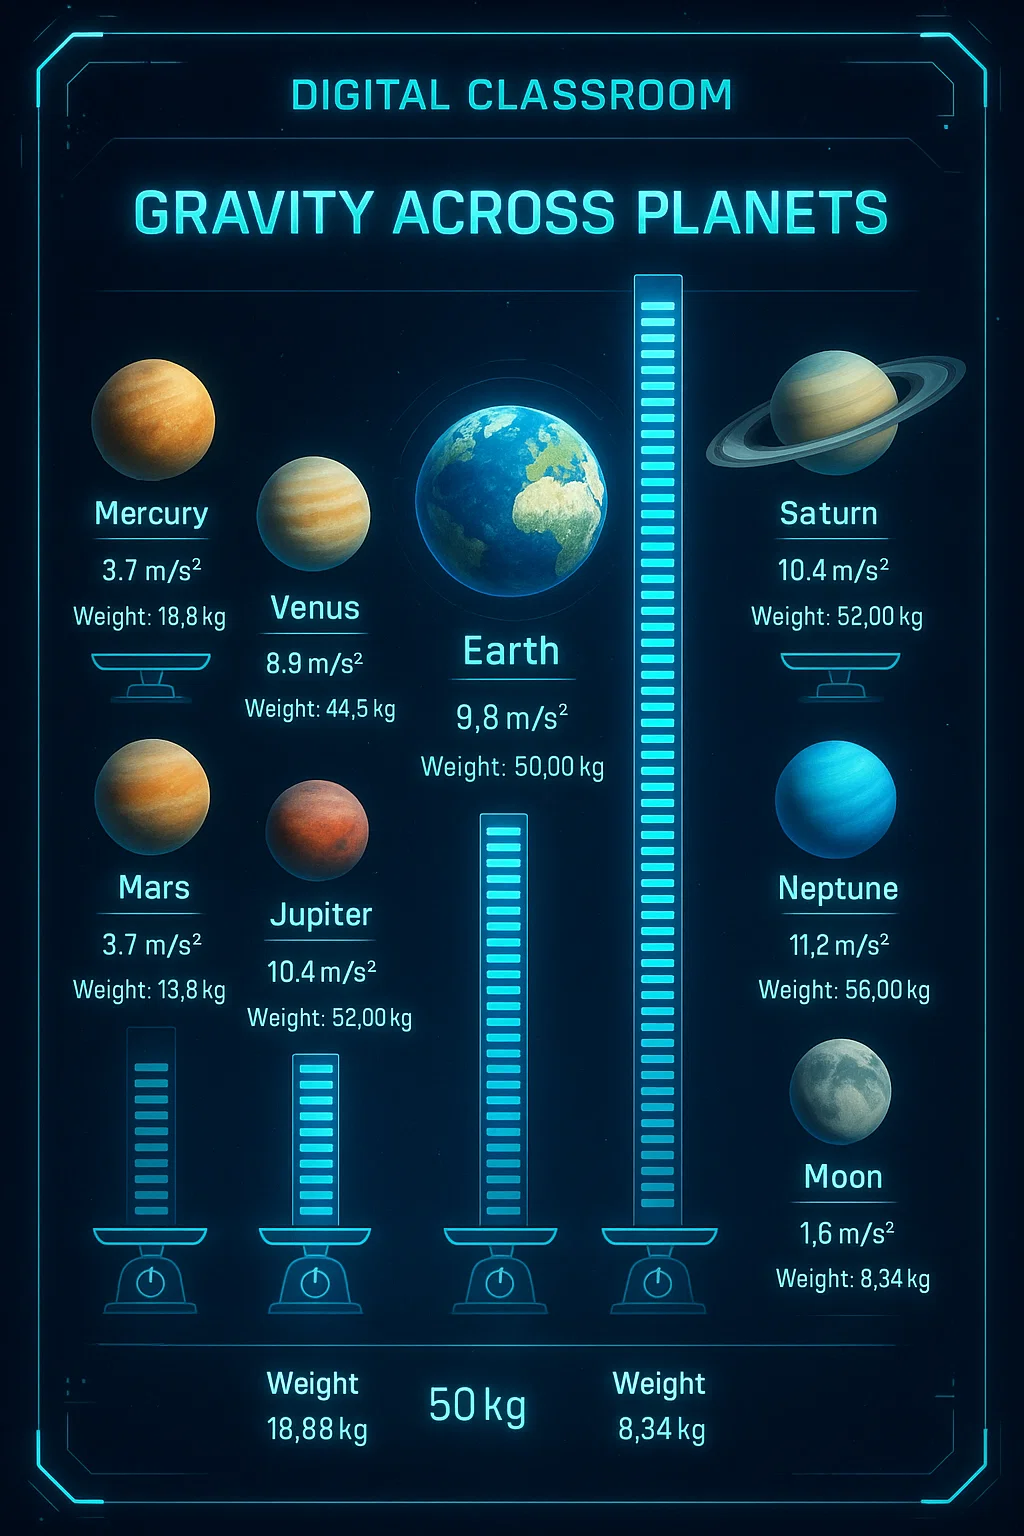 DIGITAL CLASSROOM
GRAVITY ACROSS PLANETS
Mercury
3.7 m/s²
Weight: 18,8 kg
Venus
8.9 m/s²
Weight: 44,5 kg
Earth
9,8 m/s²
Weight: 50,00 kg
Saturn
10.4 m/s²
Weight: 52,00 kg
Mars
3.7 m/s²
Weight: 13,8 kg
Jupiter
10.4 m/s²
Weight: 52,00 kg
Neptune
11,2 m/s²
Weight: 56,00 kg
Moon
1,6 m/s²
Weight: 8,34 kg
Weight
18,88 kg
50 kg
Weight
8,34 kg